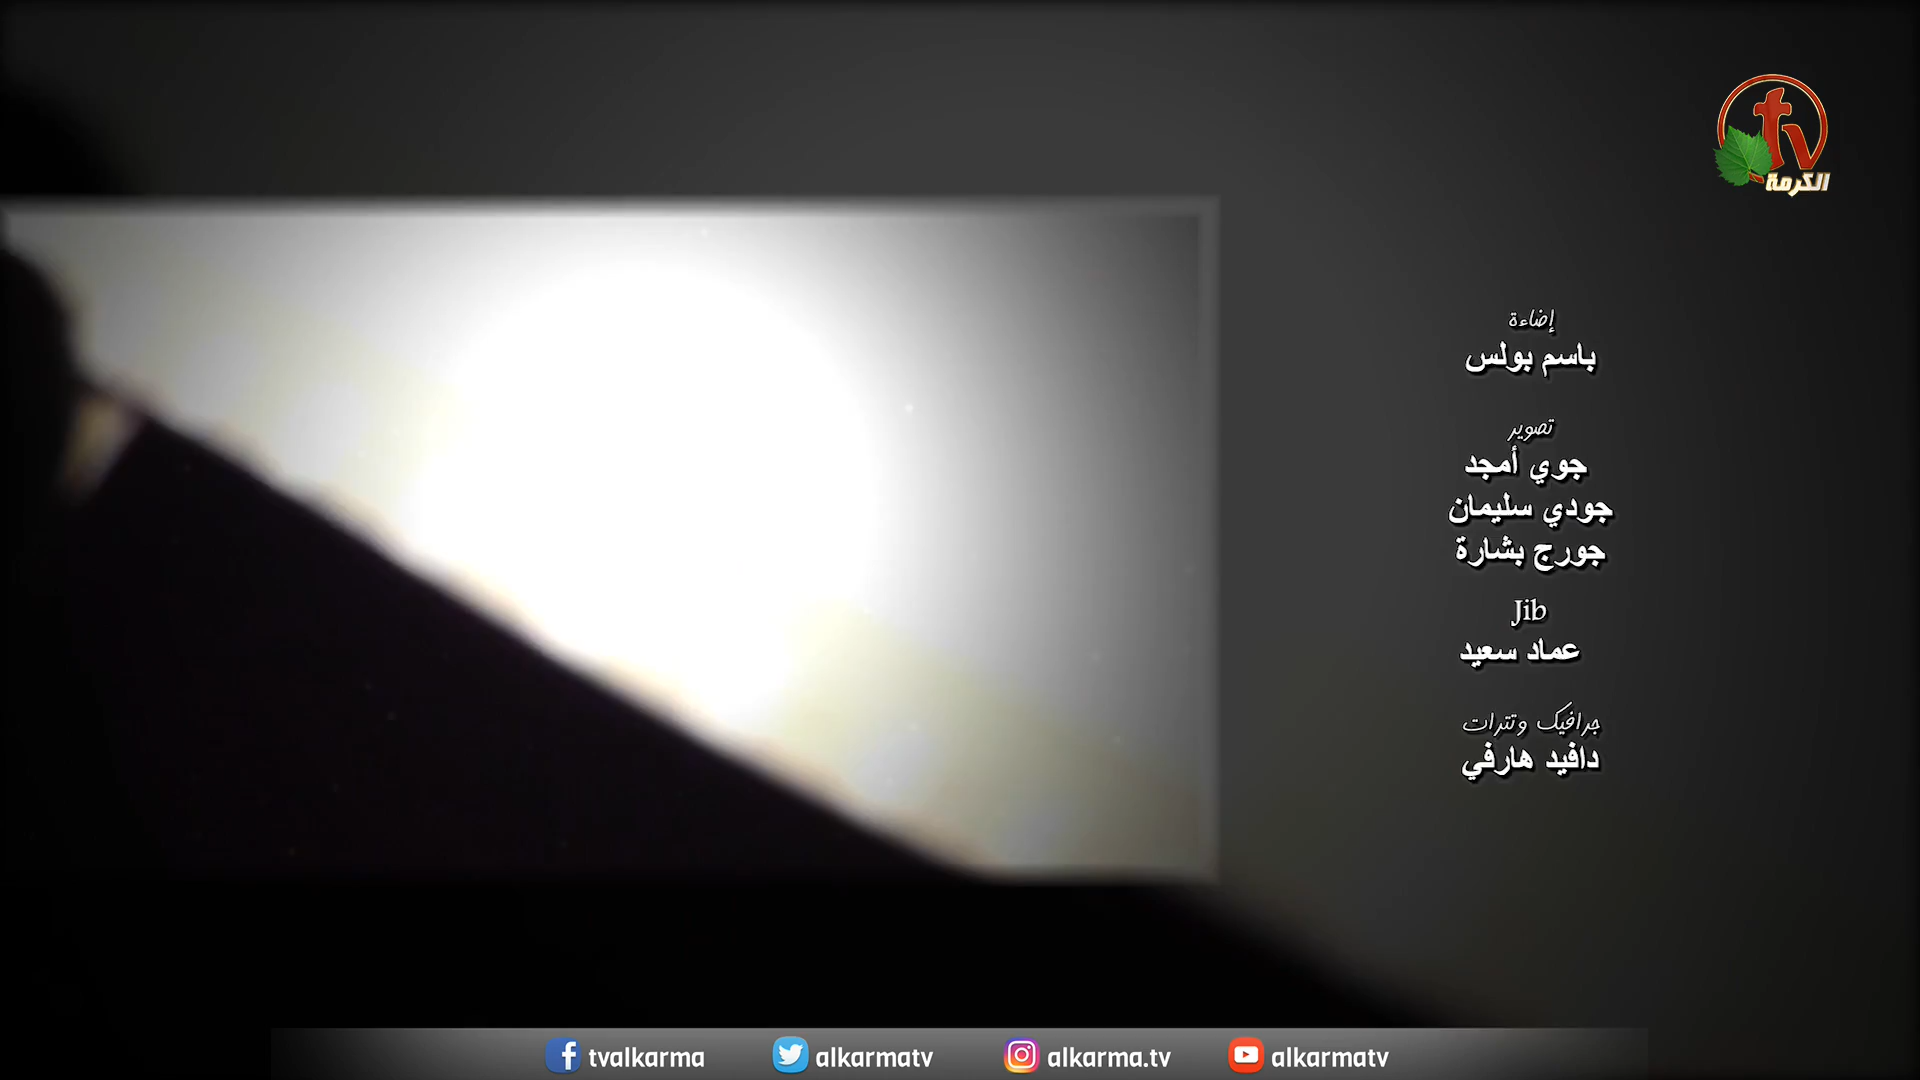 tv
الكرمة
إضاءة
باسم بولس
تصوير
جوي أمجد
جودي سليمان
جورج بشارة
Jib
عماد سعيد
جرافيك وتترات
دافيد هارفي
tvalkarma
alkarmatv
alkarma.tv
alkarmatv